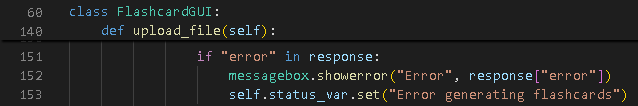 60 class FlashcardGUI:
140 def upload_file(self):
151 if "error" in response:
152 messagebox.showerror("Error", response["error"])
153 self.status_var.set("Error generating flashcards")